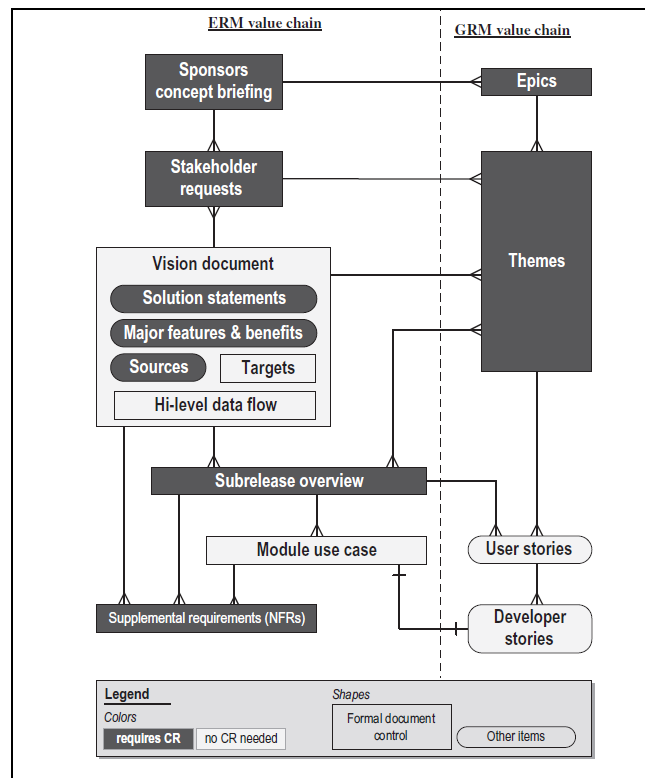 ERM value chain
GRM value chain
Sponsors
concept briefing
Epics
Stakeholder
requests
Themes
Vision document
Solution statements
Major features & benefits
Sources
Targets
Hi-level data flow
Subrelease overview
Module use case
User stories
Supplemental requirements (NFRs)
Developer
stories
Legend
Colors
requires CR
no CR needed
Shapes
Formal document
control
Other items